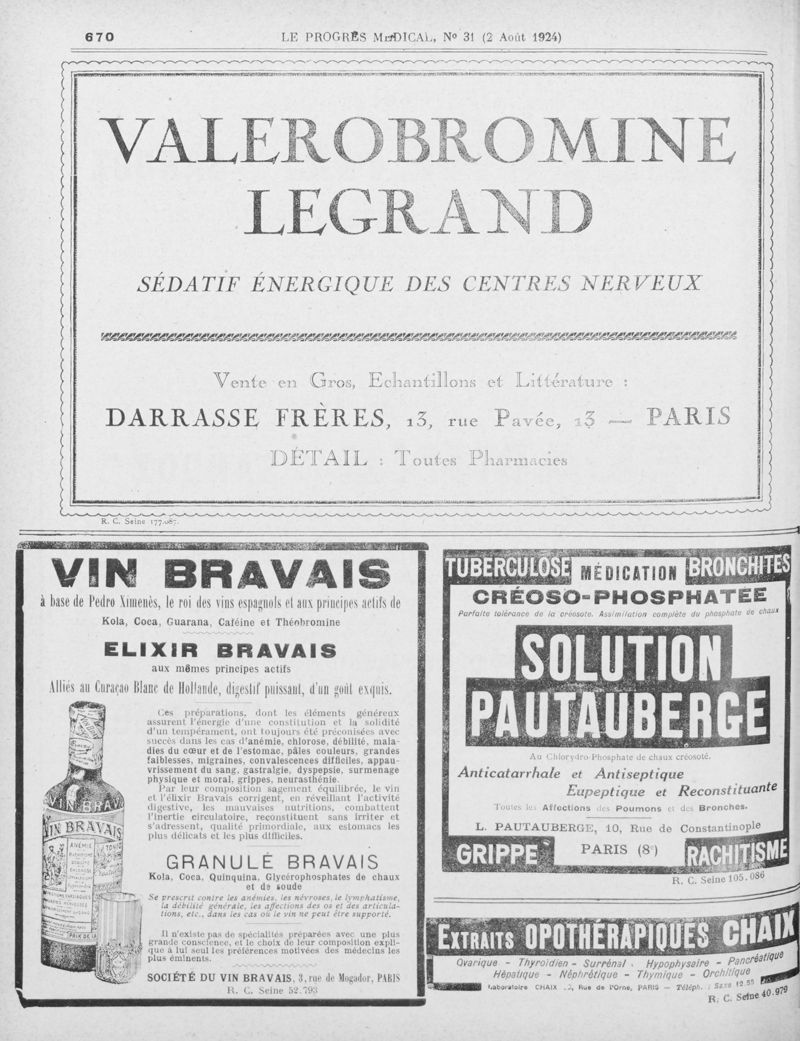 670
LE PROGRÈS MÉDICAL, Nº 31 (2 Août 1924)
VALEROBROMINE
LEGRAND
SÉDATIF ÉNERGIQUE DES CENTRES NERVEUX
Vente en Gros, Echantillons et Littérature :
DARRASSE FRÈRES, 13, rue Pavée, 13 — PARIS
DÉTAIL : Toutes Pharmacies
R. C. Seine 177.087.
VIN BRAVAIS
à base de Pedro Ximenès, le roi des vins espagnols et aux principes actifs de
Kola, Coca, Guarana, Caféine et Théobromine
ELIXIR BRAVAIS
aux mêmes principes actifs
Alliés au Curaçao Blanc de Hollande, digestif puissant, d'un goût exquis.
Ces préparations, dont les éléments généreux
assurent l'énergie d'une constitution et la solidité
d'un tempérament, ont toujours été préconisées avec
succès dans les cas d'anémie, chlorose, débilité, mala-
dies du cœur et de l'estomac, pâles couleurs, grandes
faiblesses, migraines, convalescences difficiles, appau-
vrissement du sang, gastralgie, dyspepsie, surmenage
physique et moral, grippes, neurasthénie.
Par leur composition sagement équilibrée, le vin
et l'élixir Bravais corrigent, en réveillant l'activité
digestive, les mauvaises nutritions, combattent
l'inertie circulatoire, reconstituent sans irriter et
s'adressent, qualité primordiale, aux estomacs les
plus délicats et les plus difficiles.
VIN BRAV
VIN BRAVAIS
ANÉMIE
TONIC
GRANULÉ BRAVAIS
Kola, Coca, Quinquina, Glycérophosphates de chaux
et de soude
Se prescrit contre les anémies, les névroses, le lymphatisme,
la débilité générale, les affections des os et des articula-
tions, etc., dans les cas où le vin ne peut être supporté.
Il n'existe pas de spécialités préparées avec une plus
grande conscience, et le choix de leur composition expli-
que à lui seul les préférences motivées des médecins les
plus éminents.
SOCIÉTÉ DU VIN BRAVAIS, 3, rue de Mogador, PARIS
R. C. Seine 52.793
TUBERCULOSE MÉDICATION BRONCHITES
CRÉOSO-PHOSPHATÉE
Parfaite tolérance de la créosote. Assimilation complète du phosphate de chaux
SOLUTION
PAUTAUBERGE
Au Chlorydro-Phosphate de chaux créosoté.
Anticatarrhale et Antiseptique
Eupeptique et Reconstituante
Toutes les Affections des Poumons et des Bronches.
L. PAUTAUBERGE, 10, Rue de Constantinople
GRIPPE PARIS (8e) RACHITISME
R. C. Seine 105.086
EXTRAITS OPOTHÉRAPIQUES CHAIX
Ovarique - Thyroïdien - Surrénal - Hypophysaire - Pancréatique
Hépatique - Néphrétique - Thymique - Orchitique
Laboratoire CHAIX Rue de l'Orne, PARIS - Téléph. : Saxe 12.55
R. C. Seine 40.979